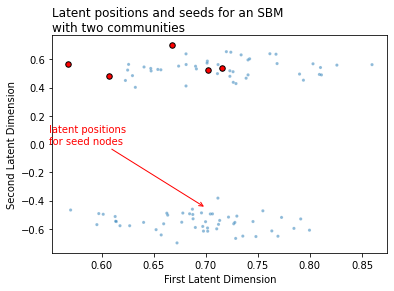 Latent positions and seeds for an SBM
with two communities
Second Latent Dimension
0.6
0.4
0.2
0.0
−0.2
−0.4
−0.6
latent positions
for seed nodes
0.60
0.65
0.70
0.75
0.80
0.85
First Latent Dimension